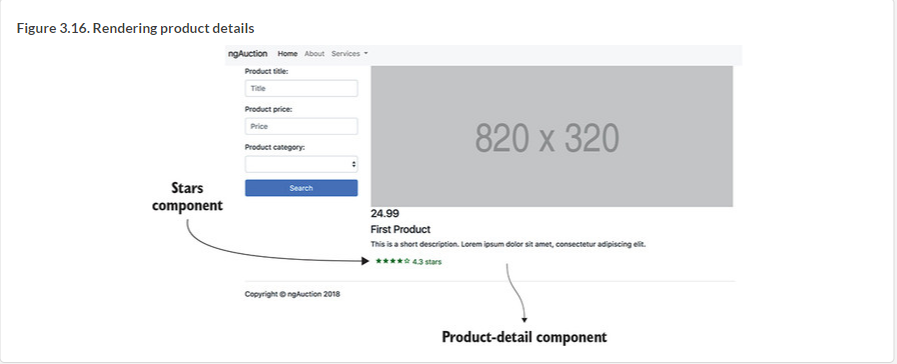 Figure 3.16. Rendering product details
ngAuction Home About Services
Product title:
Title
Product price:
Price
Product category:
Search
820 x 320
24.99
First Product
This is a short description. Lorem ipsum dolor sit amet, consectetur adipiscing elit.
★★★★☆ 4.3 stars
Stars
component
Copyright © ngAuction 2018
Product-detail component